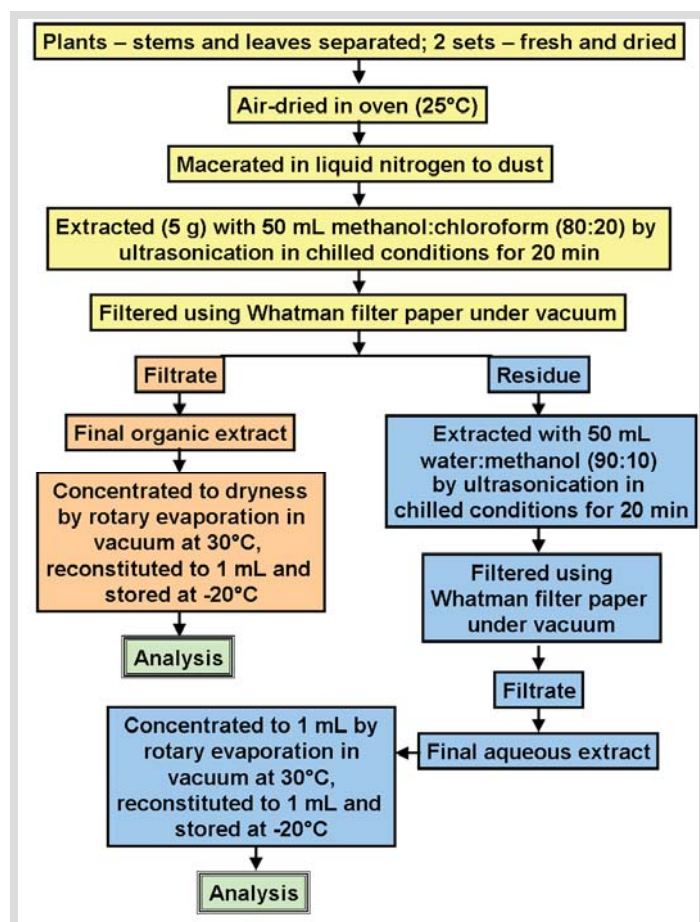 Plants – stems and leaves separated; 2 sets – fresh and dried
Air-dried in oven (25°C)
Macerated in liquid nitrogen to dust
Extracted (5 g) with 50 mL methanol:chloroform (80:20) by
ultrasonication in chilled conditions for 20 min
Filtered using Whatman filter paper under vacuum
Filtrate
Final organic extract
Concentrated to dryness
by rotary evaporation in
vacuum at 30°C,
reconstituted to 1 mL and
stored at -20°C
Analysis
Residue
Extracted with 50 mL
water:methanol (90:10)
by ultrasonication in
chilled conditions for 20 min
Filtered using
Whatman filter paper
under vacuum
Filtrate
Final aqueous extract
Concentrated to 1 mL by
rotary evaporation in
vacuum at 30°C,
reconstituted to 1 mL and
stored at -20°C
Analysis